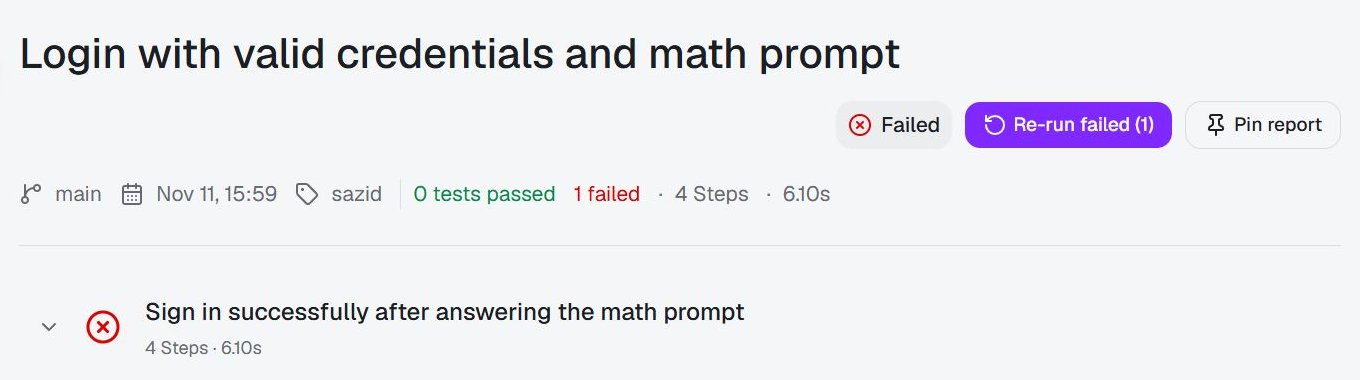 Login with valid credentials and math prompt
Failed Re-run failed (1) Pin report
main Nov 11, 15:59 sazid 0 tests passed 1 failed · 4 Steps · 6.10s
Sign in successfully after answering the math prompt
4 Steps · 6.10s